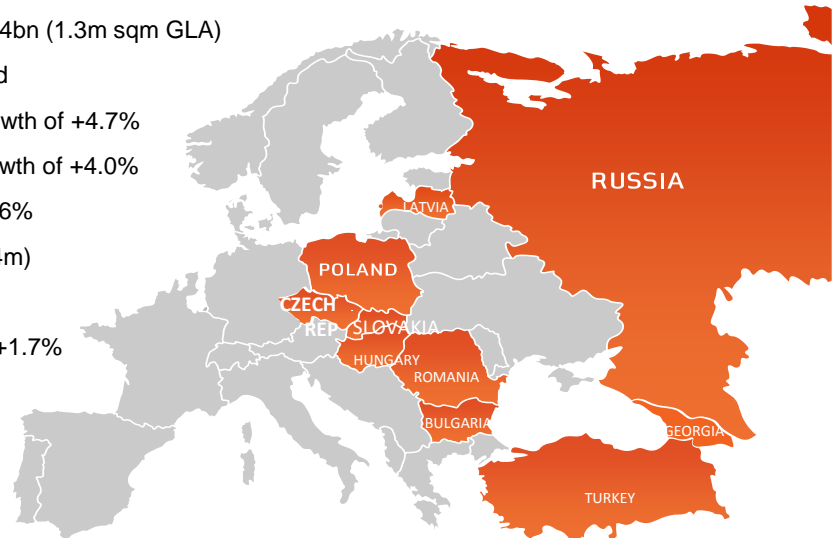 4bn (1.3m sqm GLA)
d
wth of +4.7%
wth of +4.0%
6%
m)
+1.7%
RUSSIA
LATVIA
POLAND
CZECH
REP
SLOVAKIA
HUNGARY
ROMANIA
BULGARIA
GEORGIA
TURKEY